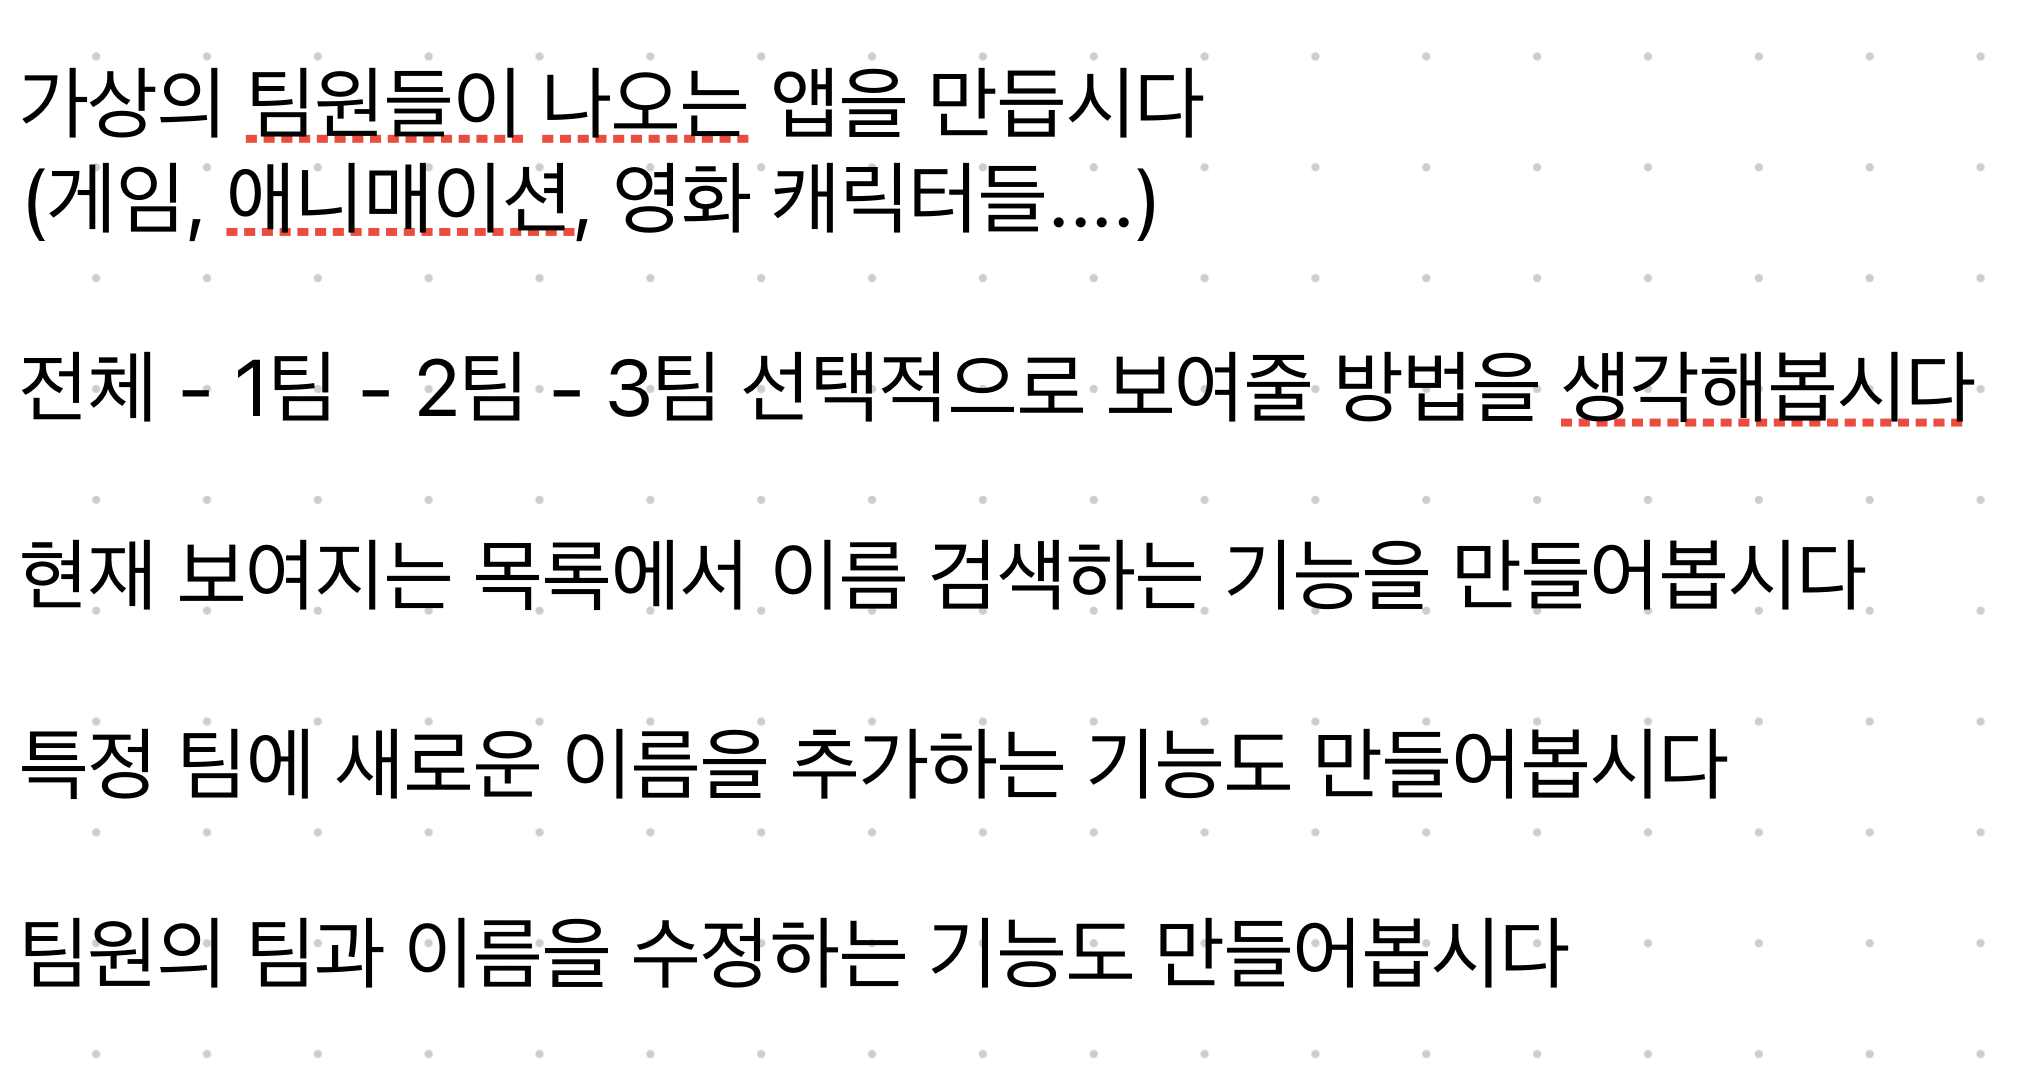 가상의 팀원들이 나오는 앱을 만듭시다
(게임, 애니매이션, 영화 캐릭터들....)
전체 - 1팀 - 2팀 - 3팀 선택적으로 보여줄 방법을 생각해봅시다
현재 보여지는 목록에서 이름 검색하는 기능을 만들어봅시다
특정 팀에 새로운 이름을 추가하는 기능도 만들어봅시다
팀원의 팀과 이름을 수정하는 기능도 만들어봅시다